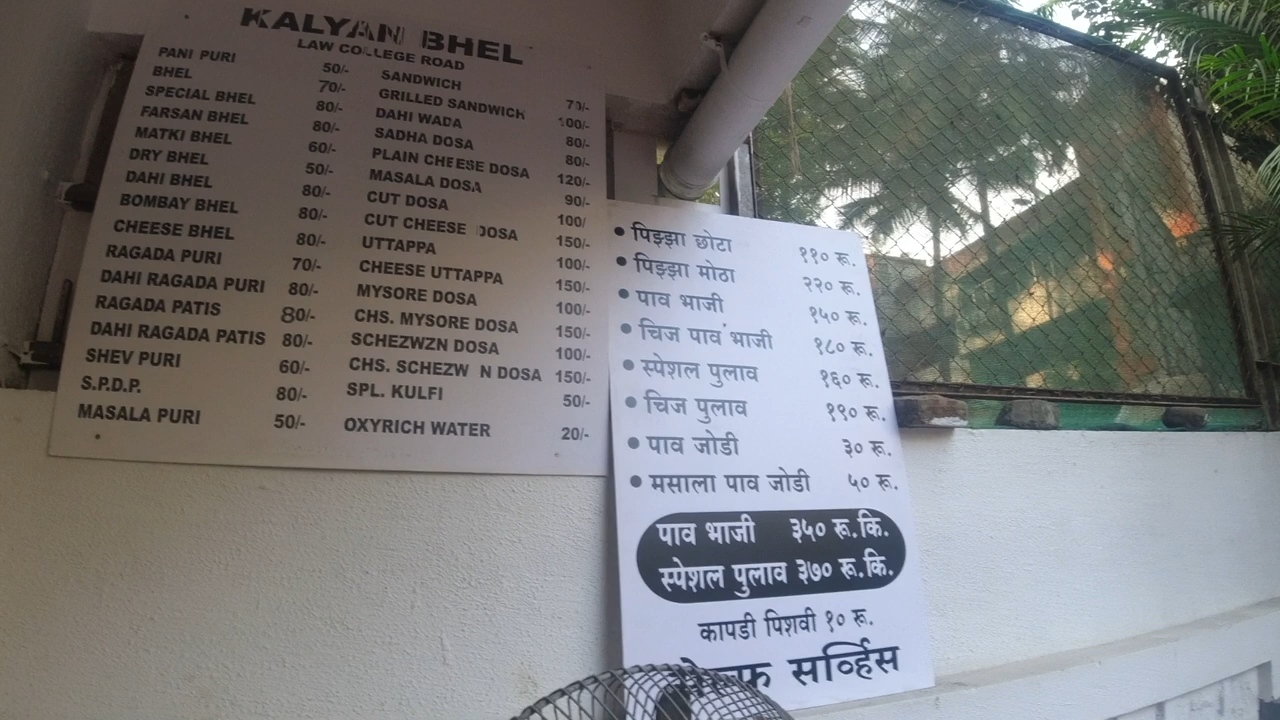 KALYAN BHEL
LAW COLLEGE ROAD
PANI PURI 50/-
BHEL 70/-
SPECIAL BHEL 80/-
FARSAN BHEL 80/-
MATKI BHEL 60/-
DRY BHEL 50/-
DAHI BHEL 80/-
BOMBAY BHEL 80/-
CHEESE BHEL 80/-
RAGADA PURI 70/-
DAHI RAGADA PURI 80/-
RAGADA PATIS 80/-
DAHI RAGADA PATIS 80/-
SHEV PURI 60/-
S.P.D.P. 80/-
MASALA PURI 50/-
SANDWICH 70/-
GRILLED SANDWICH 100/-
DAHI WADA 80/-
SADHA DOSA 80/-
PLAIN CHEESE DOSA 120/-
MASALA DOSA 90/-
CUT DOSA 100/
CUT CHEESE DOSA 150/-
UTTAPPA 100/-
CHEESE UTTAPPA 150/-
MYSORE DOSA 100/-
CHS. MYSORE DOSA 150/-
SCHEZWZN DOSA 100/-
CHS. SCHEZW N DOSA 150/-
SPL. KULFI 50/-
OXYRICH WATER 20/-
• पिझ्झा छोटा ११० रू.
• पिझ्झा मोठा २२० रू.
• पाव भाजी १५० रू.
• चिज पाव भाजी १८० रू.
• स्पेशल पुलाव १६० रू.
• चिज पुलाव १९० रू.
• पाव जोडी ३० रू.
• मसाला पाव जोडी ५० रू.
पाव भाजी ३५० रू.कि.
स्पेशल पुलाव ३७० रू.कि.
कापडी पिशवी १० रू.
सर्व्हिस